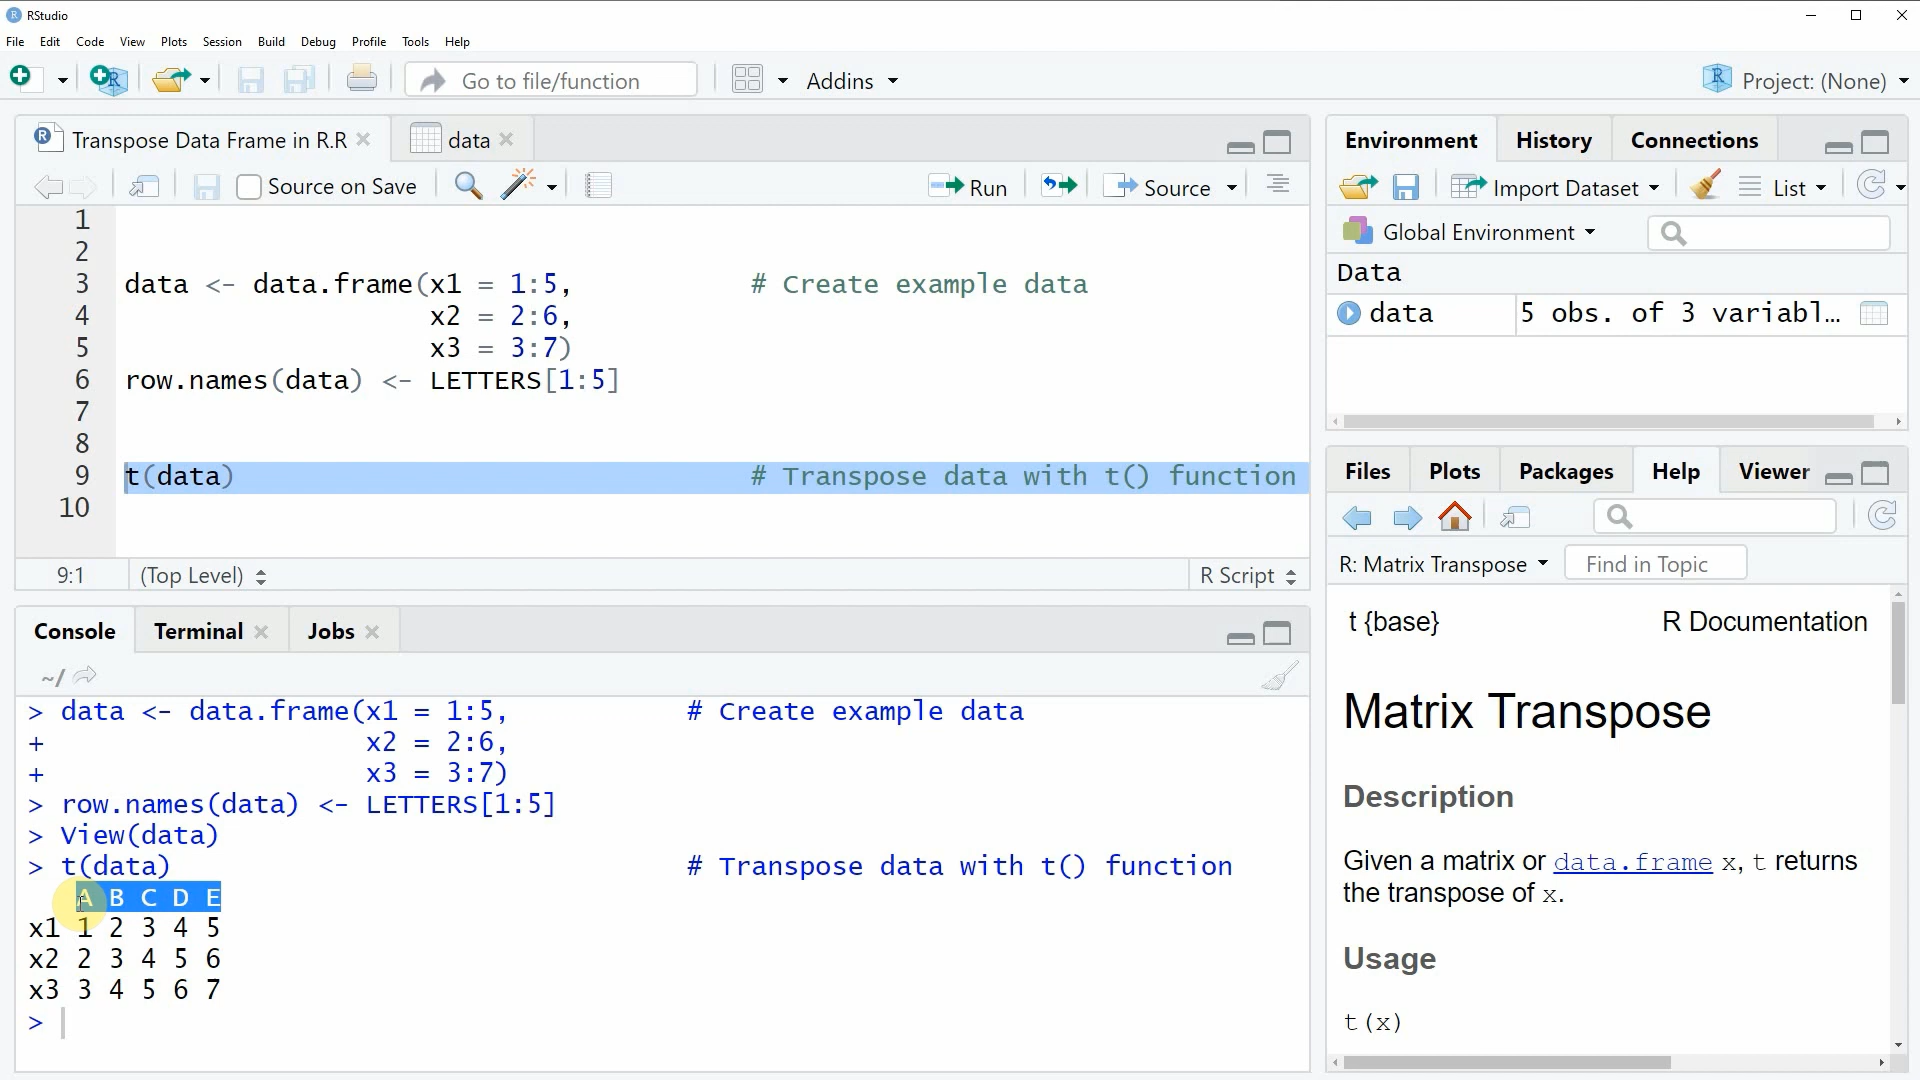 RStudio
File Edit Code View Plots Session Build Debug Profile Tools Help
Go to file/function Addins Project: (None)
Transpose Data Frame in R.R data
Source on Save Run Source
1
2
3 data <- data.frame(x1 = 1:5, # Create example data
4 x2 = 2:6,
5 x3 = 3:7)
6 row.names(data) <- LETTERS[1:5]
7
8
9 t(data) # Transpose data with t() function
10
9:1 (Top Level) R Script
Console Terminal Jobs
~/
> data <- data.frame(x1 = 1:5, # Create example data
+ x2 = 2:6,
+ x3 = 3:7)
> row.names(data) <- LETTERS[1:5]
> View(data)
> t(data) # Transpose data with t() function
A B C D E
x1 1 2 3 4 5
x2 2 3 4 5 6
x3 3 4 5 6 7
>
Environment History Connections
Import Dataset List
Global Environment
Data
data 5 obs. of 3 variabl…
Files Plots Packages Help Viewer
R: Matrix Transpose Find in Topic
t {base} R Documentation
Matrix Transpose
Description
Given a matrix or data.frame x, t returns
the transpose of x.
Usage
t(x)